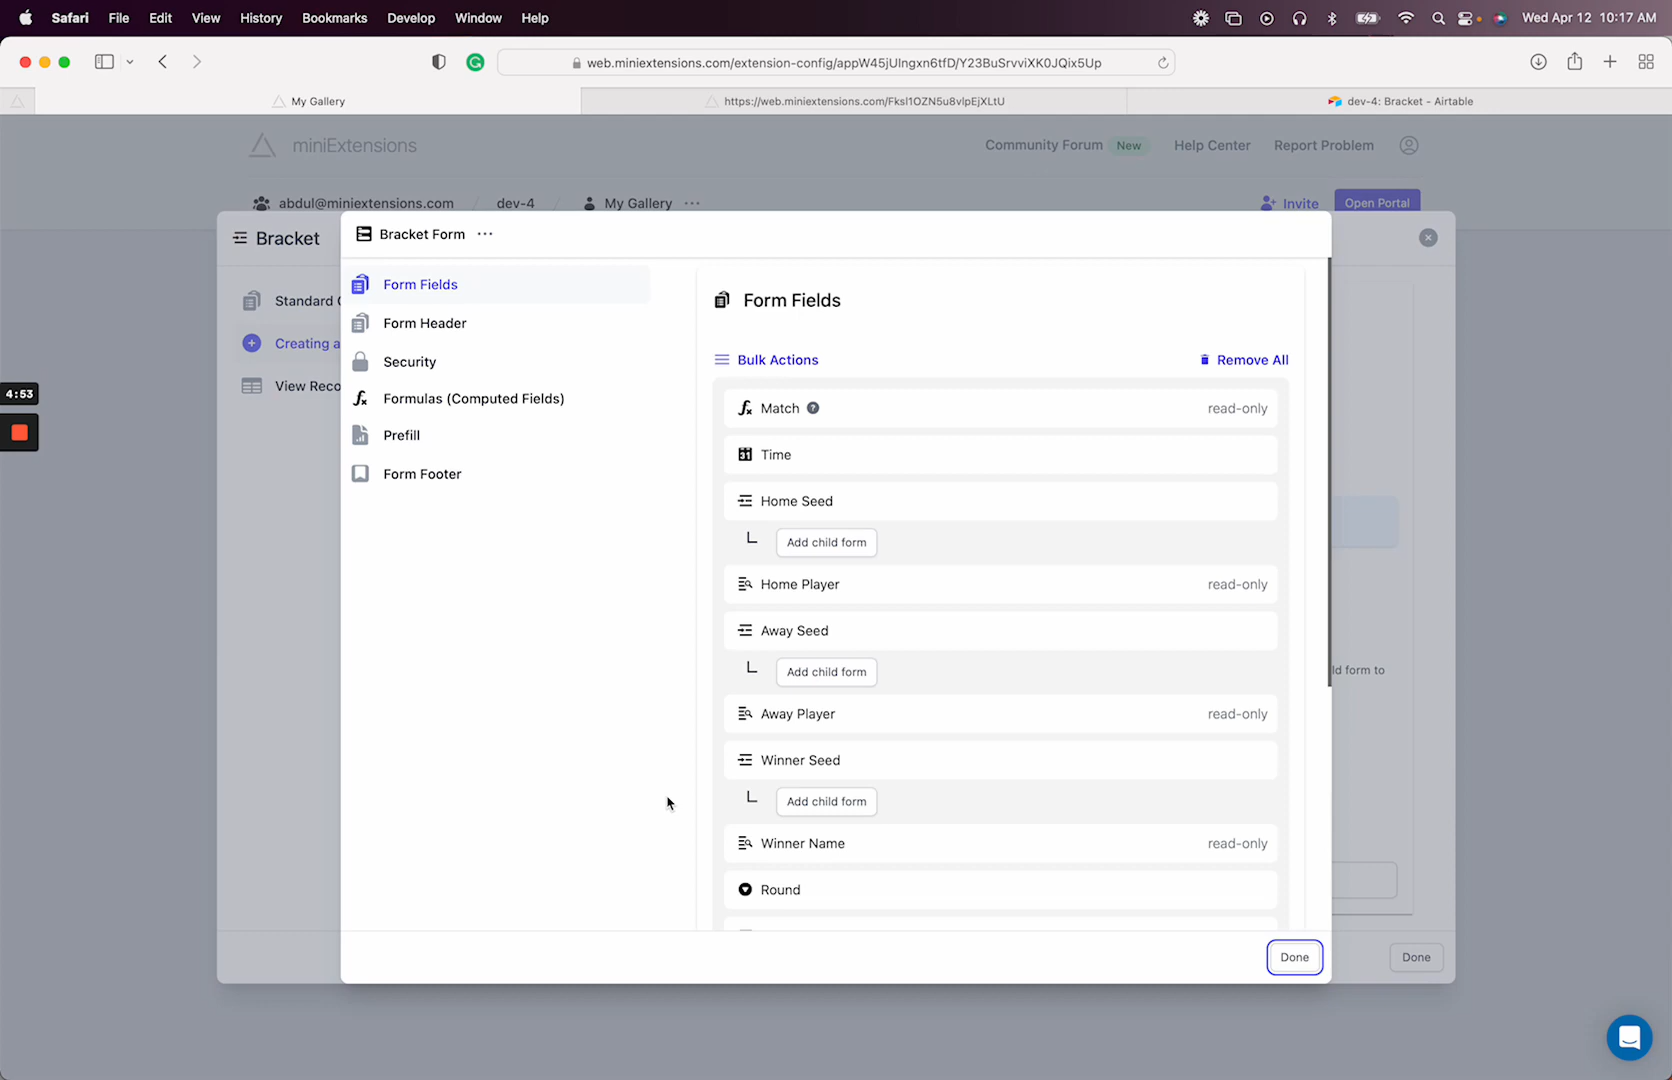 Safari File Edit View History Bookmarks Develop Window Help Wed Apr 12 10:17 AM
web.miniextensions.com/extension-config/appW45jUIngxn6tfD/Y23BuSrvviXK0JQix5Up
My Gallery https://web.miniextensions.com/Fksl1OZN5u8vlpEjXLtU dev-4: Bracket - Airtable
miniExtensions Community Forum New Help Center Report Problem
abdul@miniextensions.com / dev-4 / My Gallery ··· Invite Open Portal
Bracket
Bracket Form ···
Standard
Creating a
View Reco
Form Fields
Form Header
Security
Formulas (Computed Fields)
Prefill
Form Footer
Form Fields
Bulk Actions Remove All
Match ? read-only
31 Time
Home Seed
Add child form
Home Player read-only
Away Seed
Add child form
Away Player read-only
Winner Seed
Add child form
Winner Name read-only
Round
Done
ld form to
Done
4:53